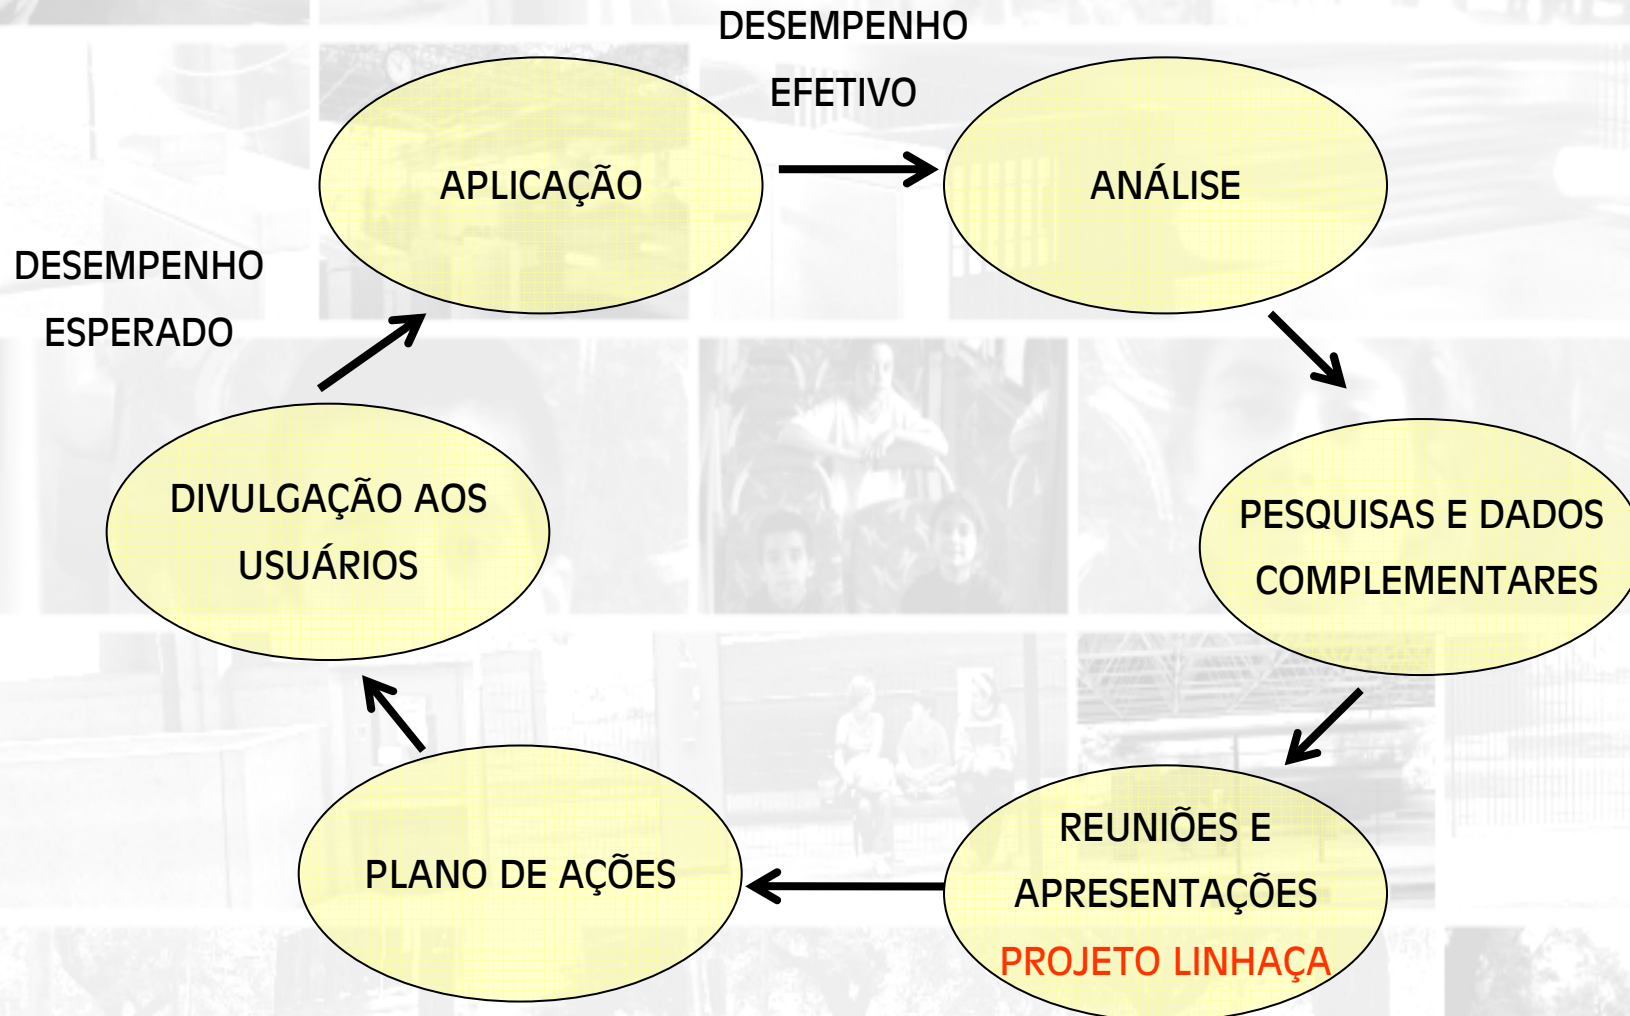 DESEMPENHO
EFETIVO
APLICAÇÃO
ANÁLISE
DESEMPENHO
ESPERADO
DIVULGAÇÃO AOS
USUÁRIOS
PESQUISAS E DADOS
COMPLEMENTARES
PLANO DE AÇÕES
REUNIÕES E
APRESENTAÇÕES
PROJETO LINHAÇA